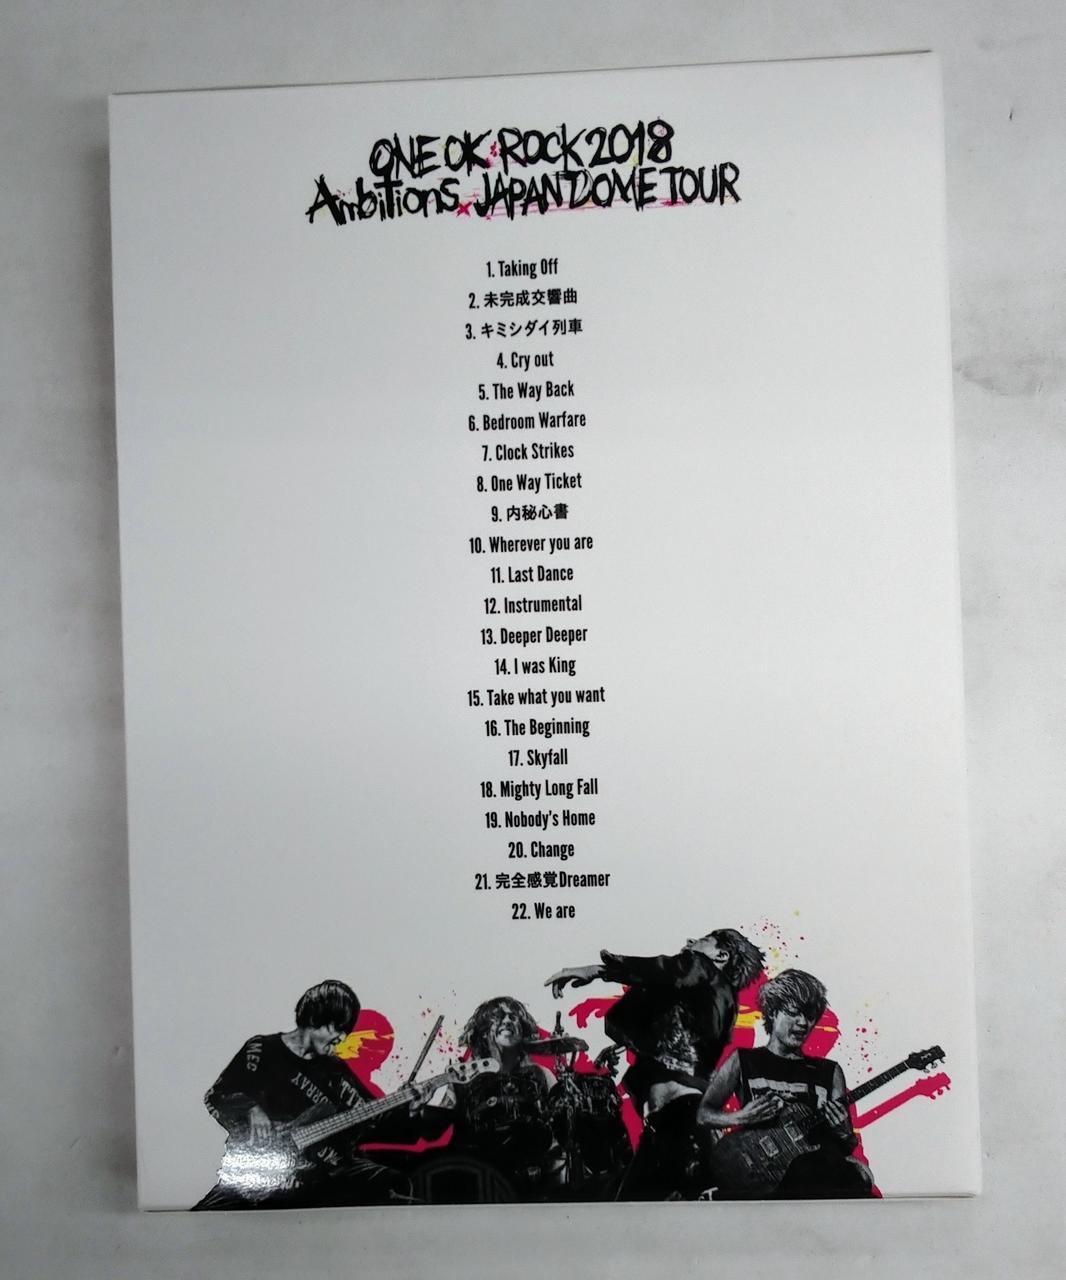 ONE OK ROCK 2018
Ambitions × JAPAN DOME TOUR
1. Taking Off
2. 未完成交響曲
3. キミシダイ列車
4. Cry out
5. The Way Back
6. Bedroom Warfare
7. Clock Strikes
8. One Way Ticket
9. 内秘心書
10. Wherever you are
11. Last Dance
12. Instrumental
13. Deeper Deeper
14. I was King
15. Take what you want
16. The Beginning
17. Skyfall
18. Mighty Long Fall
19. Nobody's Home
20. Change
21. 完全感覚Dreamer
22. We are